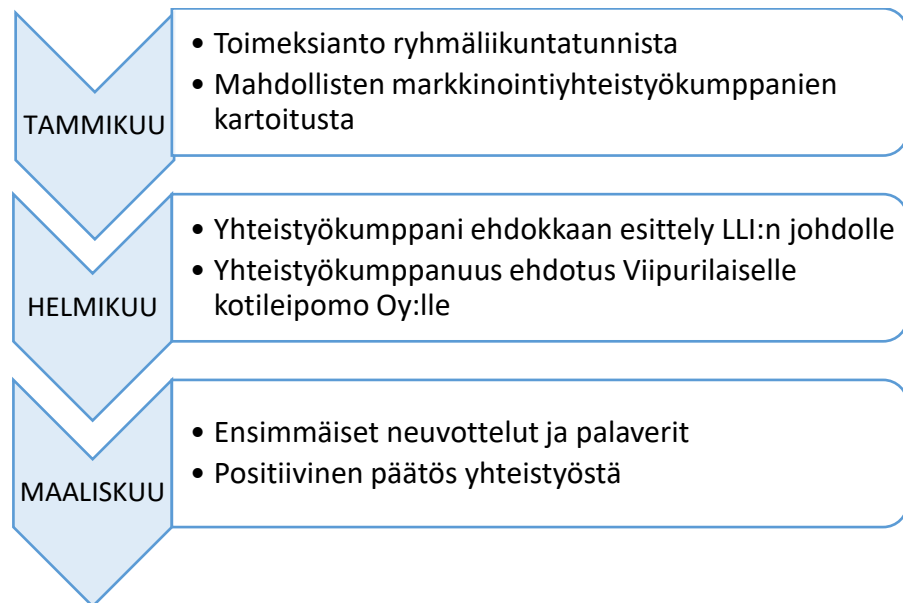 TAMMIKUU
• Toimeksianto ryhmäliikuntatunnista
• Mahdollisten markkinointiyhteistyökumppanien
kartoitusta
HELMIKUU
• Yhteistyökumppani ehdokkaan esittely LLI:n johdolle
• Yhteistyökumppanuus ehdotus Viipurilaiselle
kotileipomo Oy:lle
MAALISKUU
• Ensimmäiset neuvottelut ja palaverit
• Positiivinen päätös yhteistyöstä